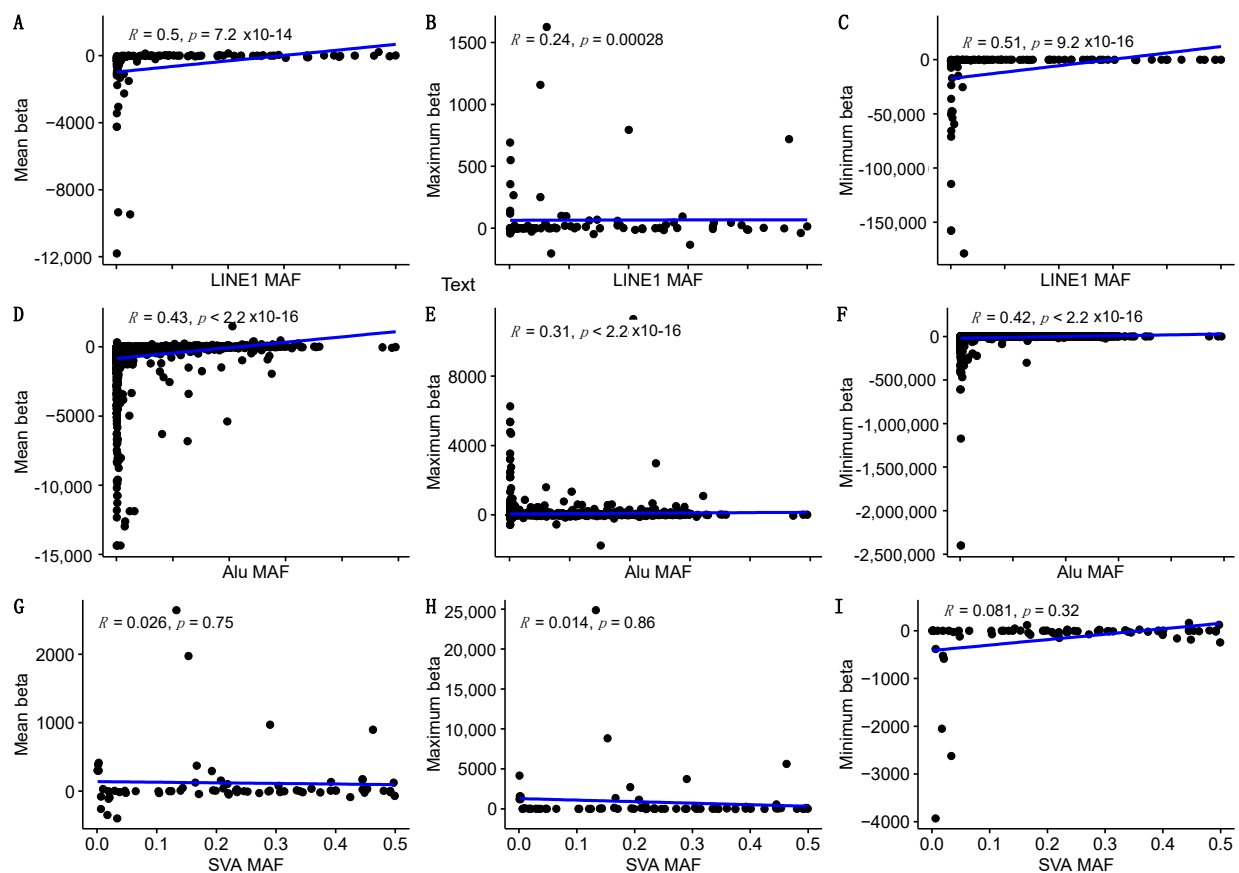 A
R = 0.5, p = 7.2 x10-14
0
−4000
−8000
-12,000
Mean beta
LINE1 MAF
B
R = 0.24, p = 0.00028
1500
1000
500
0
Maximum beta
LINE1 MAF
C
R = 0.51, p = 9.2 x10-16
0
-50,000
-100,000
-150,000
Minimum beta
LINE1 MAF
Text
D
R = 0.43, p < 2.2 x10-16
0
−5000
-10,000
-15,000
Mean beta
Alu MAF
E
R = 0.31, p < 2.2 x10-16
8000
4000
0
Maximum beta
Alu MAF
F
R = 0.42, p < 2.2 x10-16
0
-500,000
-1,000,000
-1,500,000
-2,000,000
-2,500,000
Minimum beta
Alu MAF
G
R = 0.026, p = 0.75
2000
1000
0
Mean beta
0.0 0.1 0.2 0.3 0.4 0.5
SVA MAF
H
R = 0.014, p = 0.86
25,000
20,000
15,000
10,000
5000
0
Maximum beta
0.0 0.1 0.2 0.3 0.4 0.5
SVA MAF
I
R = 0.081, p = 0.32
0
−1000
−2000
−3000
−4000
Minimum beta
0.0 0.1 0.2 0.3 0.4 0.5
SVA MAF